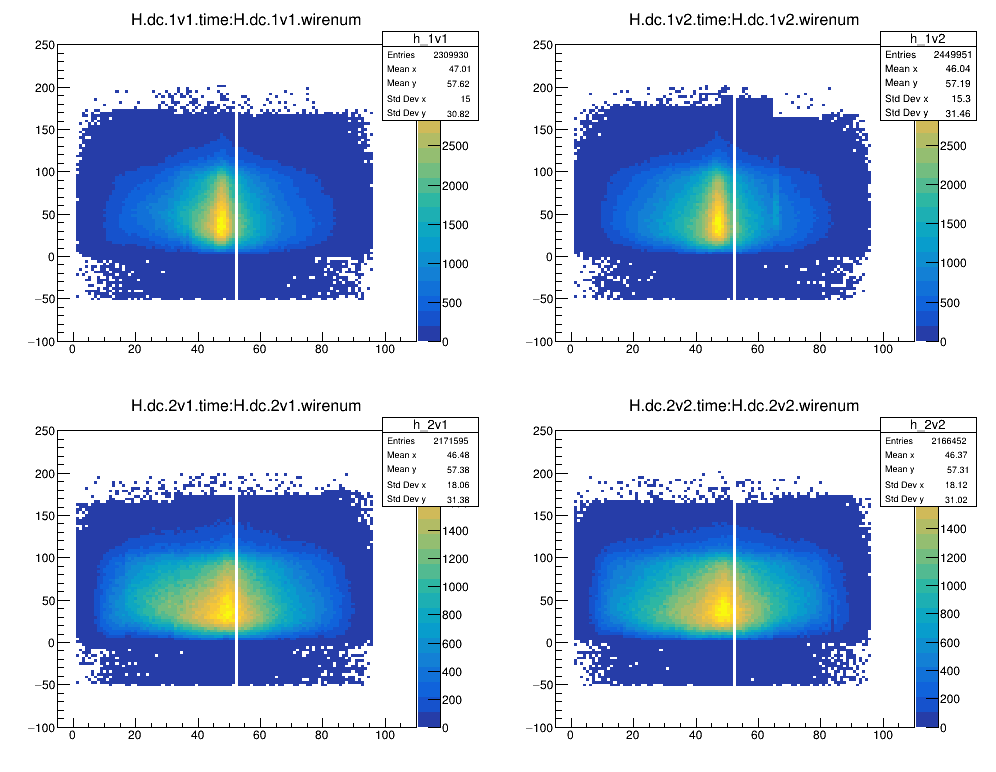 H.dc.1v1.time:H.dc.1v1.wirenum
h_1v1
Entries 2309930
Mean x 47.01
Mean y 57.62
Std Dev x 15
Std Dev y 30.82
250
200
150
100
50
0
−50
−100
0 20 40 60 80 100
2500
2000
1500
1000
500
0
H.dc.1v2.time:H.dc.1v2.wirenum
h_1v2
Entries 2449951
Mean x 46.04
Mean y 57.19
Std Dev x 15.3
Std Dev y 31.46
250
200
150
100
50
0
−50
−100
0 20 40 60 80 100
2500
2000
1500
1000
500
0
H.dc.2v1.time:H.dc.2v1.wirenum
h_2v1
Entries 2171595
Mean x 46.48
Mean y 57.38
Std Dev x 18.06
Std Dev y 31.38
250
200
150
100
50
0
−50
−100
0 20 40 60 80 100
1400
1200
1000
800
600
400
200
0
H.dc.2v2.time:H.dc.2v2.wirenum
h_2v2
Entries 2166452
Mean x 46.37
Mean y 57.31
Std Dev x 18.12
Std Dev y 31.02
250
200
150
100
50
0
−50
−100
0 20 40 60 80 100
1400
1200
1000
800
600
400
200
0